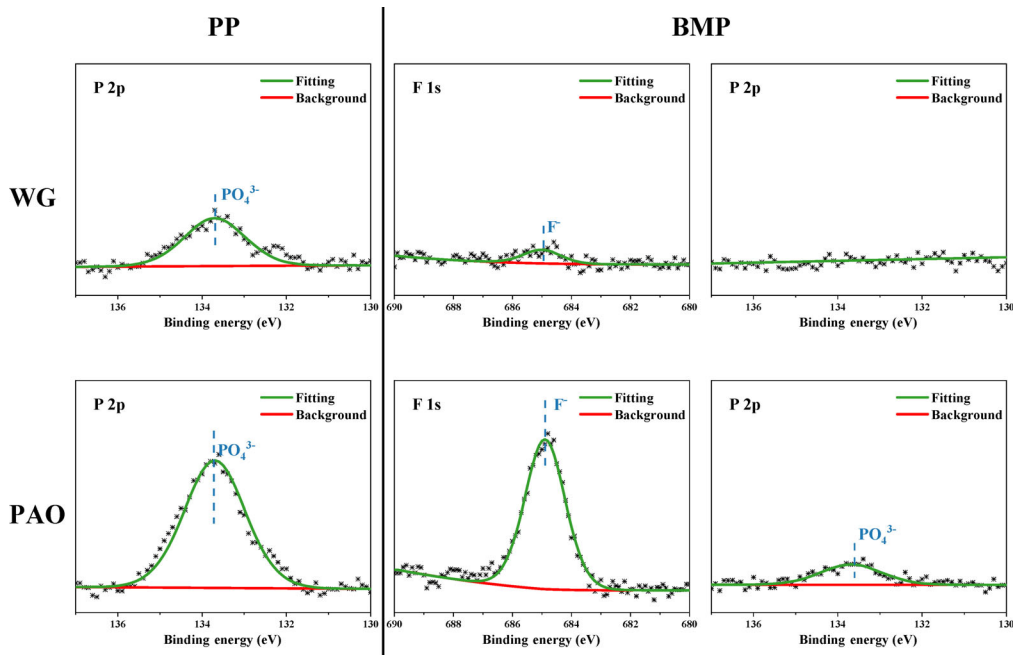 PP
BMP
WG
P 2p
Fitting
Background
PO₄³⁻
136
134
132
130
Binding energy (eV)
F 1s
Fitting
Background
F⁻
690
688
686
684
682
680
Binding energy (eV)
P 2p
Fitting
Background
136
134
132
130
Binding energy (eV)
PAO
P 2p
Fitting
Background
PO₄³⁻
136
134
132
130
Binding energy (eV)
F 1s
Fitting
Background
F⁻
690
688
686
684
682
680
Binding energy (eV)
P 2p
Fitting
Background
PO₄³⁻
136
134
132
130
Binding energy (eV)